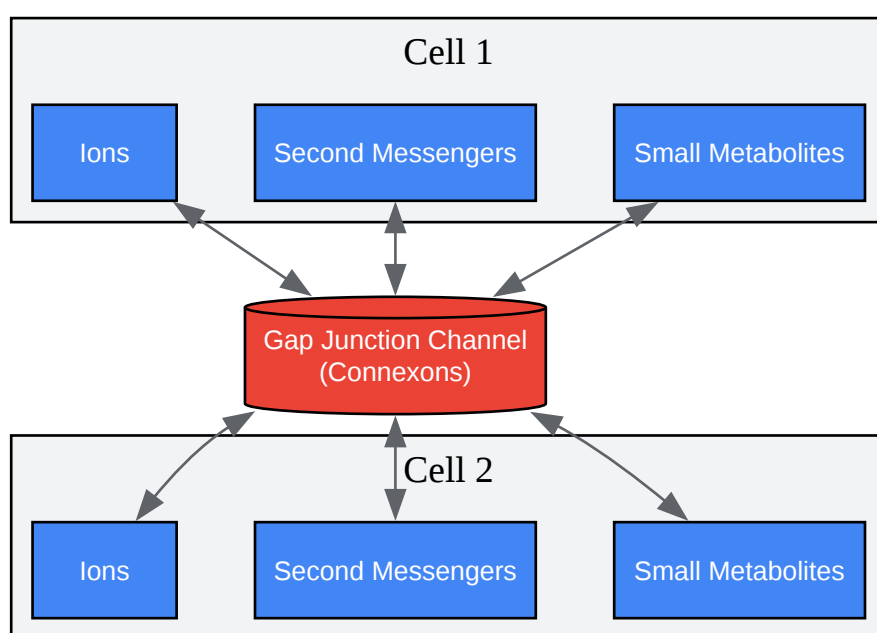 Cell 1
Ions
Second Messengers
Small Metabolites
Gap Junction Channel
(Connexons)
Cell 2
Ions
Second Messengers
Small Metabolites